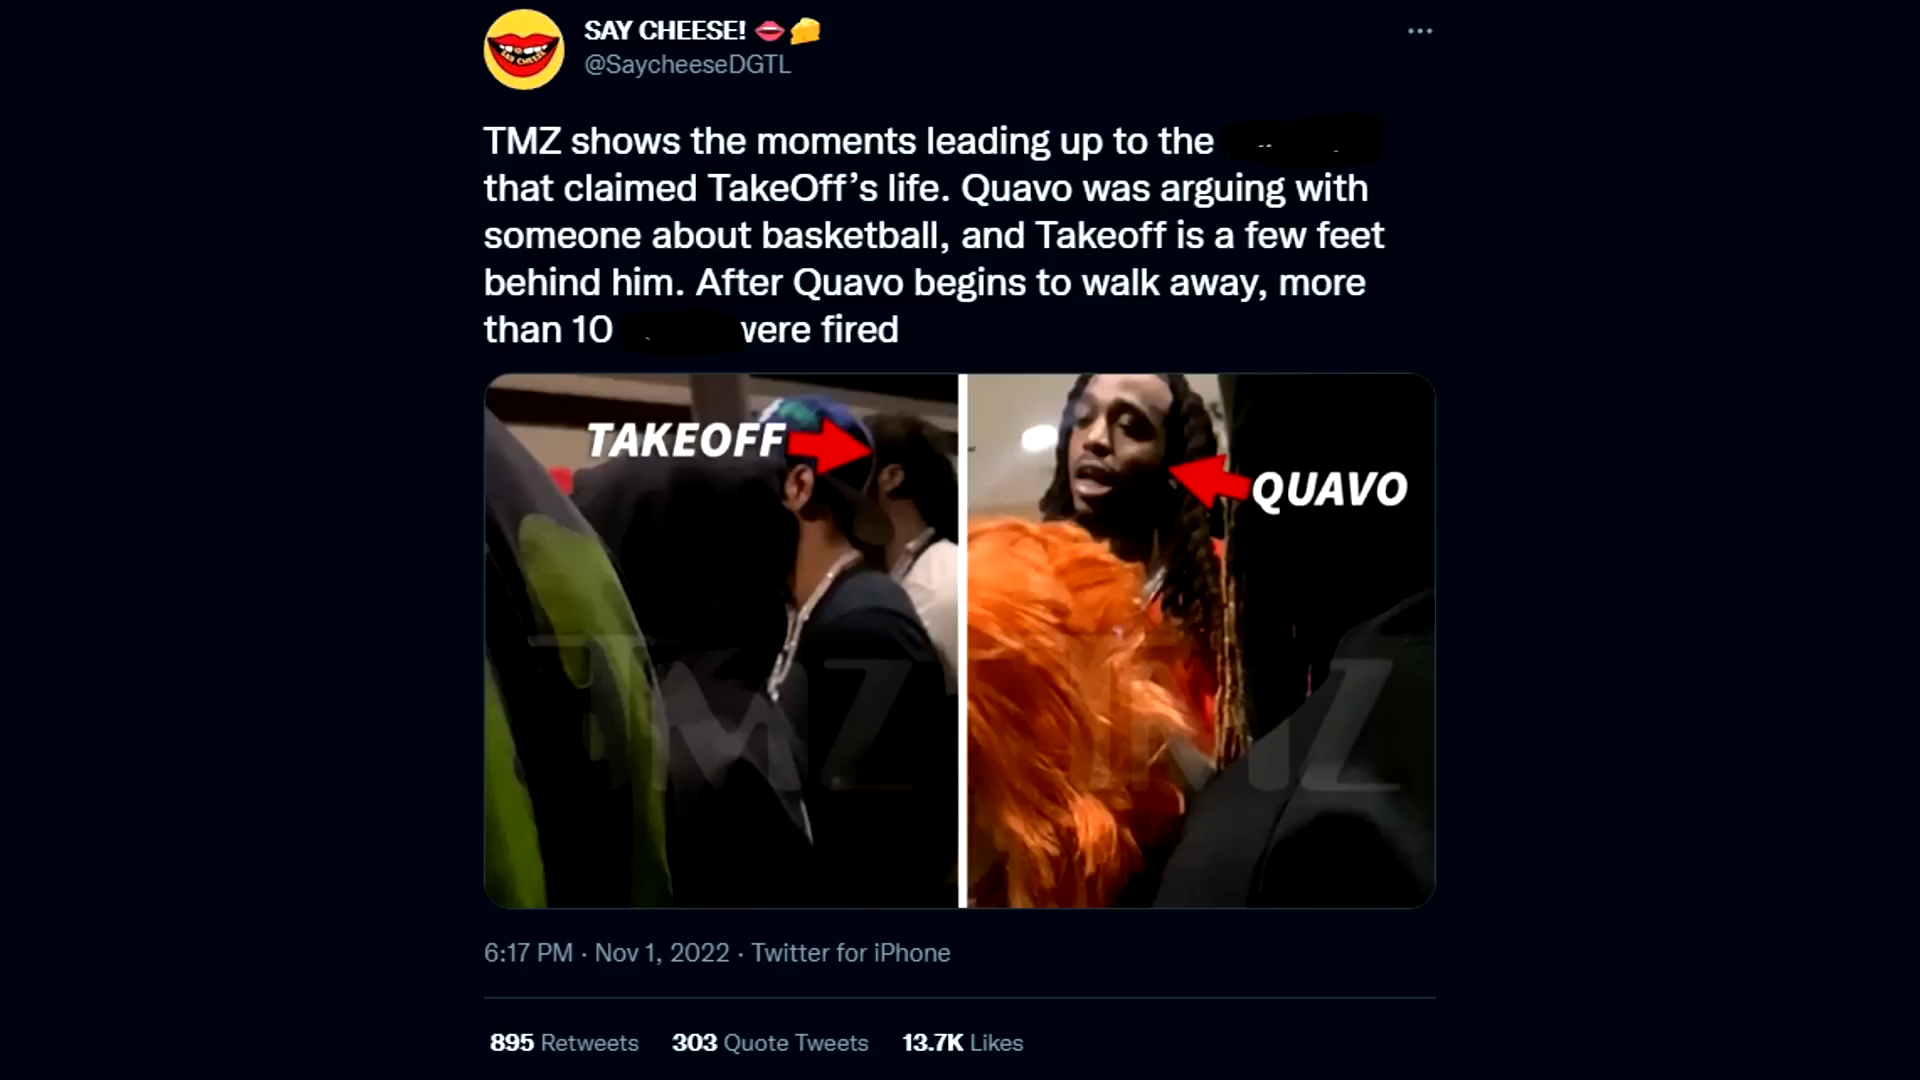 SAY CHEESE! 👄🧀
@SaycheeseDGTL
TMZ shows the moments leading up to the
that claimed TakeOff’s life. Quavo was arguing with
someone about basketball, and Takeoff is a few feet
behind him. After Quavo begins to walk away, more
than 10 were fired
TAKEOFF
QUAVO
TMZ
TMZ
6:17 PM · Nov 1, 2022 · Twitter for iPhone
895 Retweets 303 Quote Tweets 13.7K Likes